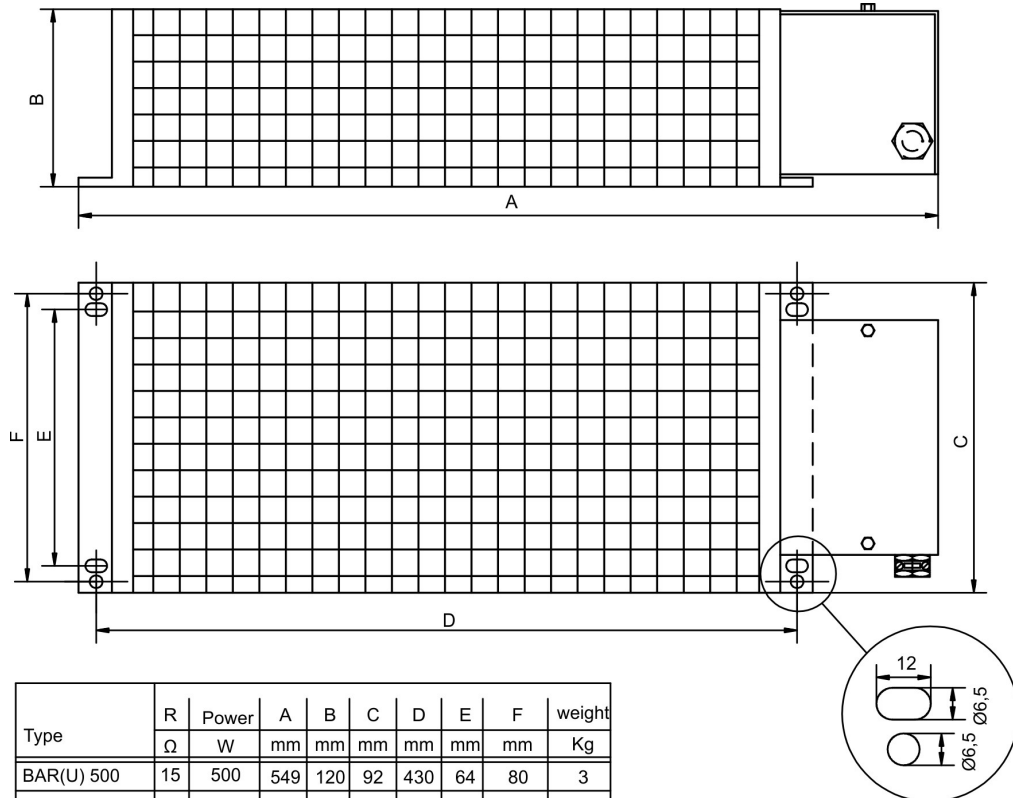 B
A
F
E
C
D
12
Ø6,5
Ø6,5
Type R Power A B C D E F weight
Ω W mm mm mm mm mm mm Kg
BAR(U) 500 15 500 549 120 92 430 64 80 3